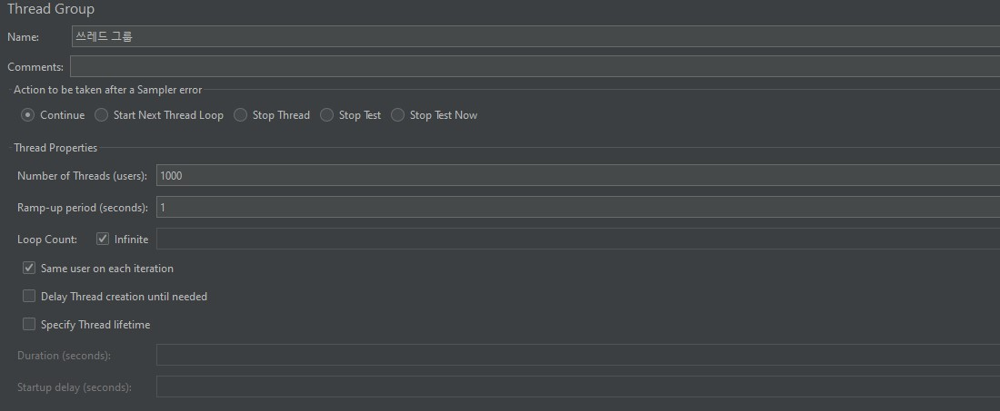 Thread Group
Name: 쓰레드 그룹
Comments:
Action to be taken after a Sampler error
Continue Start Next Thread Loop Stop Thread Stop Test Stop Test Now
Thread Properties
Number of Threads (users): 1000
Ramp-up period (seconds): 1
Loop Count: Infinite
Same user on each iteration
Delay Thread creation until needed
Specify Thread lifetime
Duration (seconds):
Startup delay (seconds):